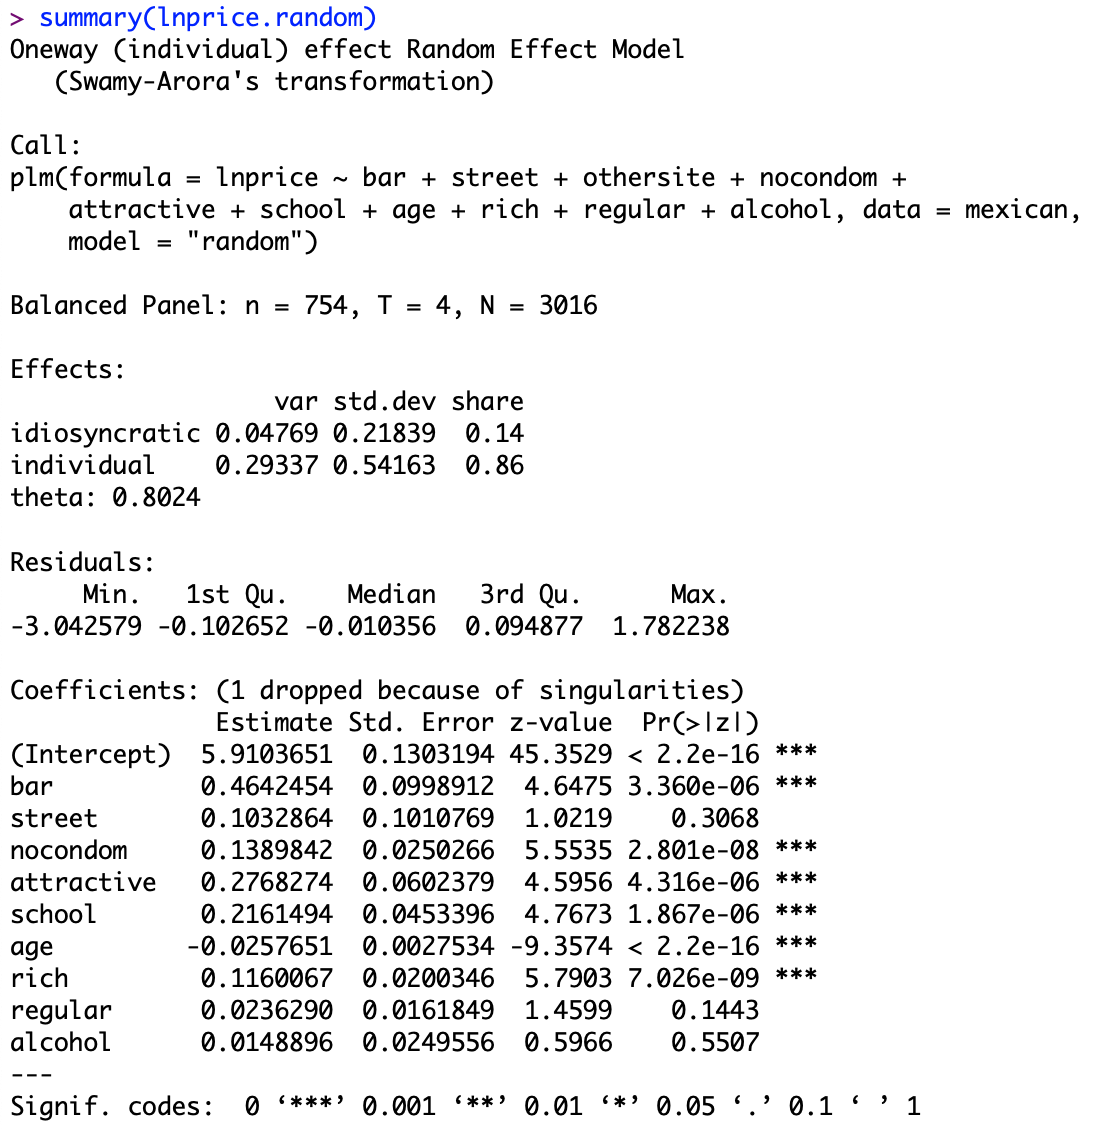 > summary(lnprice.random)
Oneway (individual) effect Random Effect Model
   (Swamy-Arora's transformation)

Call:
plm(formula = lnprice ~ bar + street + othersite + nocondom +
    attractive + school + age + rich + regular + alcohol, data = mexican,
    model = "random")

Balanced Panel: n = 754, T = 4, N = 3016

Effects:
                  var std.dev share
idiosyncratic 0.04769 0.21839  0.14
individual    0.29337 0.54163  0.86
theta: 0.8024

Residuals:
     Min.   1st Qu.    Median   3rd Qu.      Max.
-3.042579 -0.102652 -0.010356  0.094877  1.782238

Coefficients: (1 dropped because of singularities)
              Estimate Std. Error z-value  Pr(>|z|)
(Intercept)  5.9103651  0.1303194 45.3529 < 2.2e-16 ***
bar          0.4642454  0.0998912  4.6475 3.360e-06 ***
street       0.1032864  0.1010769  1.0219    0.3068
nocondom     0.1389842  0.0250266  5.5535 2.801e-08 ***
attractive   0.2768274  0.0602379  4.5956 4.316e-06 ***
school       0.2161494  0.0453396  4.7673 1.867e-06 ***
age         -0.0257651  0.0027534 -9.3574 < 2.2e-16 ***
rich         0.1160067  0.0200346  5.7903 7.026e-09 ***
regular      0.0236290  0.0161849  1.4599    0.1443
alcohol      0.0148896  0.0249556  0.5966    0.5507
---
Signif. codes:  0 ‘***’ 0.001 ‘**’ 0.01 ‘*’ 0.05 ‘.’ 0.1 ‘ ’ 1